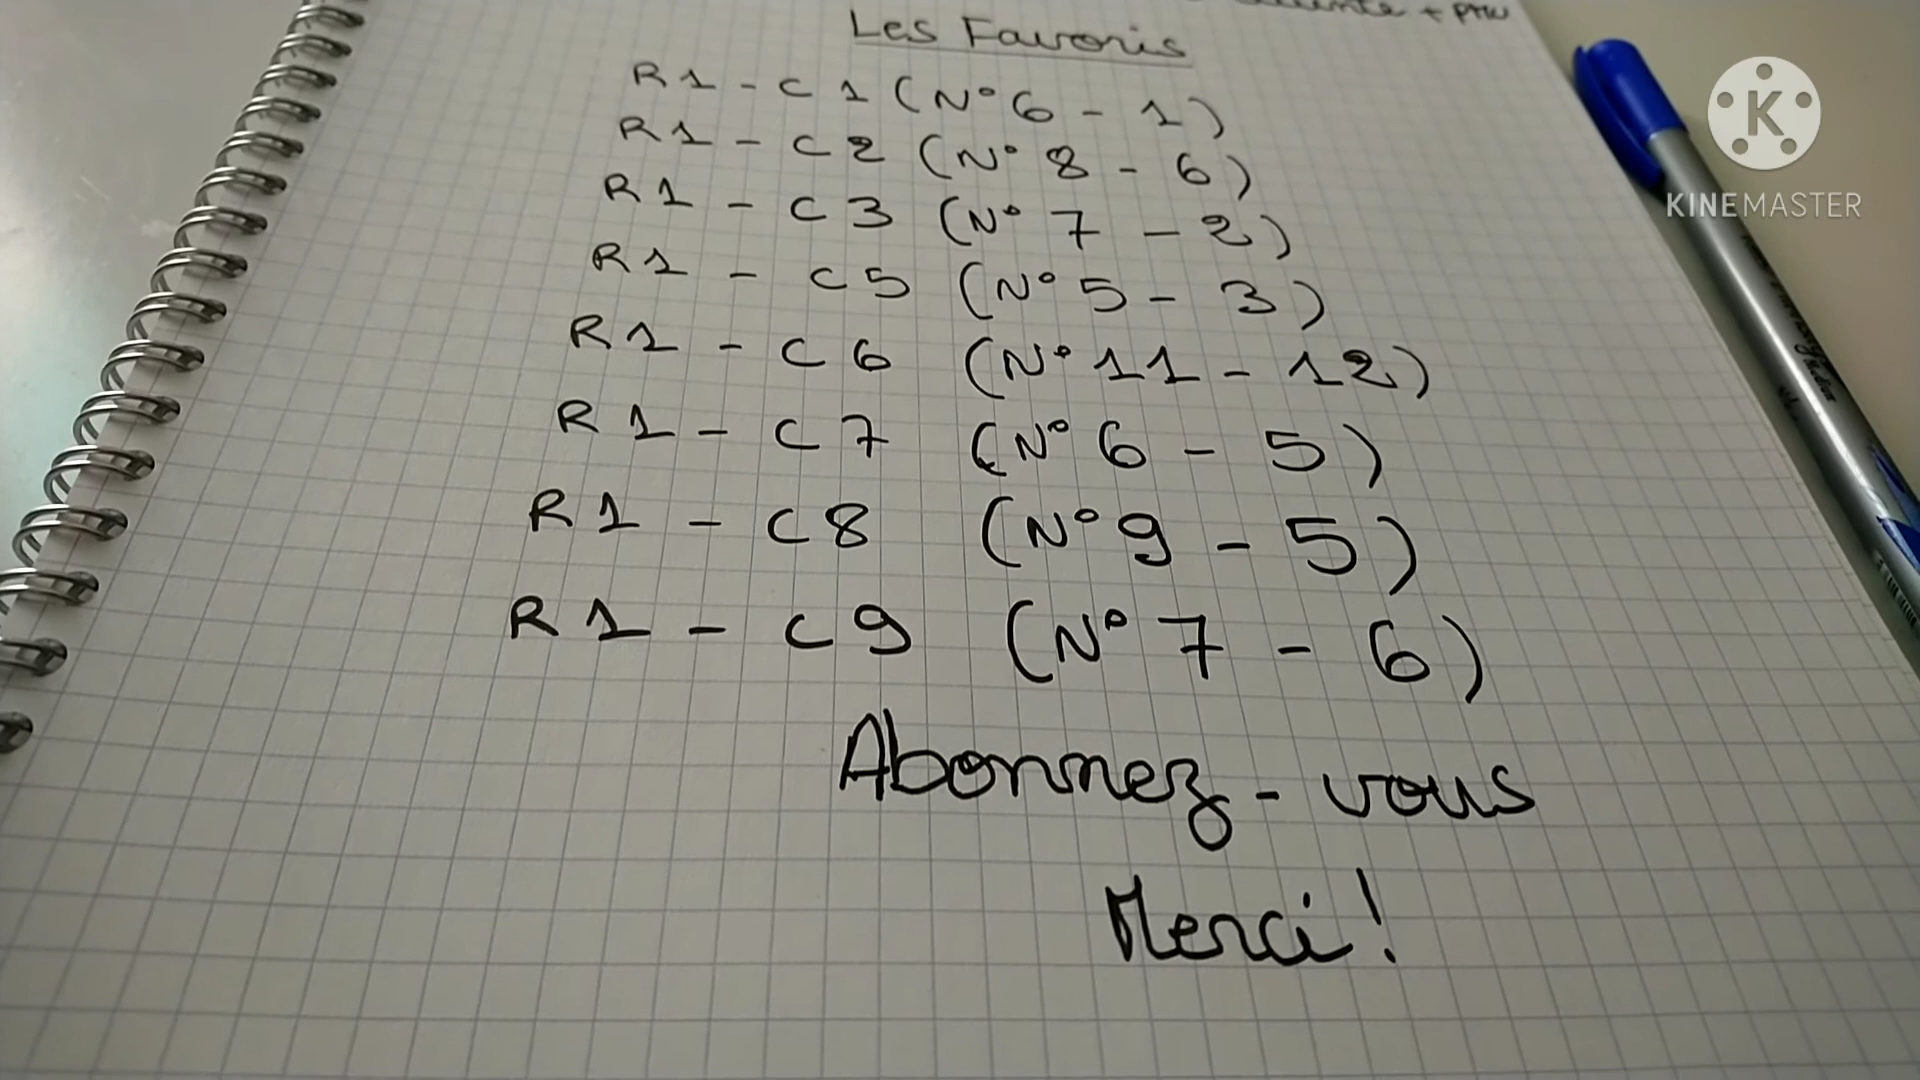 Les Favoris
R1 - C1 (N° 6 - 1)
R1 - C2 (N° 8 - 6)
R1 - C3 (N° 7 - 2)
R1 - C5 (N° 5 - 3)
R1 - C6 (N° 11 - 12)
R1 - C7 (N° 6 - 5)
R1 - C8 (N° 9 - 5)
R1 - C9 (N° 7 - 6)
Abonnez-vous
Merci!
K
KINEMASTER